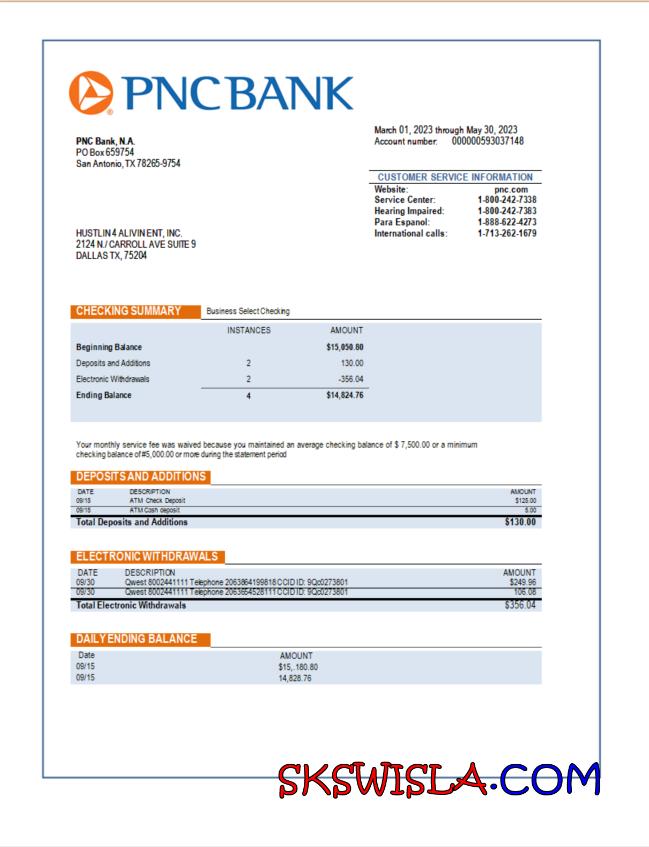 PNC BANK
March 01, 2023 through May 30, 2023
Account number: 000000593037148
PNC Bank, N.A.
PO Box 659754
San Antonio, TX 78265-9754
CUSTOMER SERVICE INFORMATION
Website: pnc.com
Service Center: 1-800-242-7338
Hearing Impaired: 1-800-242-7383
Para Espanol: 1-888-622-4273
International calls: 1-713-262-1679
HUSTLIN 4 ALIVIN ENT, INC.
2124 N./ CARROLL AVE SUITE 9
DALLAS TX, 75204
CHECKING SUMMARY Business Select Checking
INSTANCES AMOUNT
Beginning Balance $15,050.80
Deposits and Additions 2 130.00
Electronic Withdrawals 2 -356.04
Ending Balance 4 $14,824.76
Your monthly service fee was waived because you maintained an average checking balance of $ 7,500.00 or a minimum
checking balance of #5,000.00 or more during the statement period
DEPOSITS AND ADDITIONS
DATE DESCRIPTION AMOUNT
09/15 ATM Check Deposit $125.00
09/15 ATM Cash deposit 5.00
Total Deposits and Additions $130.00
ELECTRONIC WITHDRAWALS
DATE DESCRIPTION AMOUNT
09/30 Qwest 8002441111 Telephone 2063864199818 CCID ID: 9Qc0273801 $249.96
09/30 Qwest 8002441111 Telephone 2063654528111 CCID ID: 9Qc0273801 106.08
Total Electronic Withdrawals $356.04
DAILY ENDING BALANCE
Date AMOUNT
09/15 $15,.180.80
09/15 14,828.76
SKSWISLA.COM